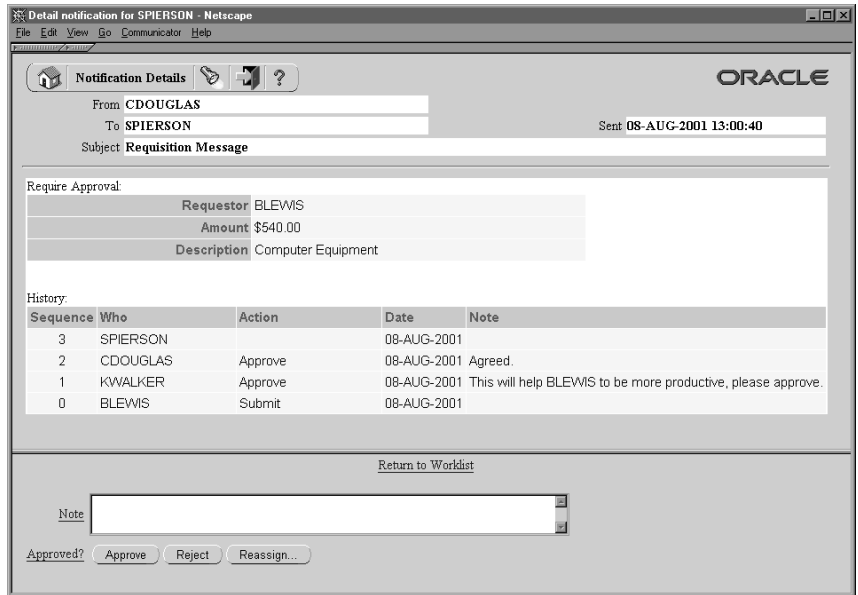 Detail notification for SPIERSON - Netscape
File Edit View Go Communicator Help
Notification Details ? ORACLE
From CDOUGLAS
To SPIERSON Sent 08-AUG-2001 13:00:40
Subject Requisition Message
Require Approval:
Requestor BLEWIS
Amount $540.00
Description Computer Equipment
History:
Sequence Who Action Date Note
3 SPIERSON 08-AUG-2001
2 CDOUGLAS Approve 08-AUG-2001 Agreed.
1 KWALKER Approve 08-AUG-2001 This will help BLEWIS to be more productive, please approve.
0 BLEWIS Submit 08-AUG-2001
Return to Worklist
Note
Approved? Approve Reject Reassign...